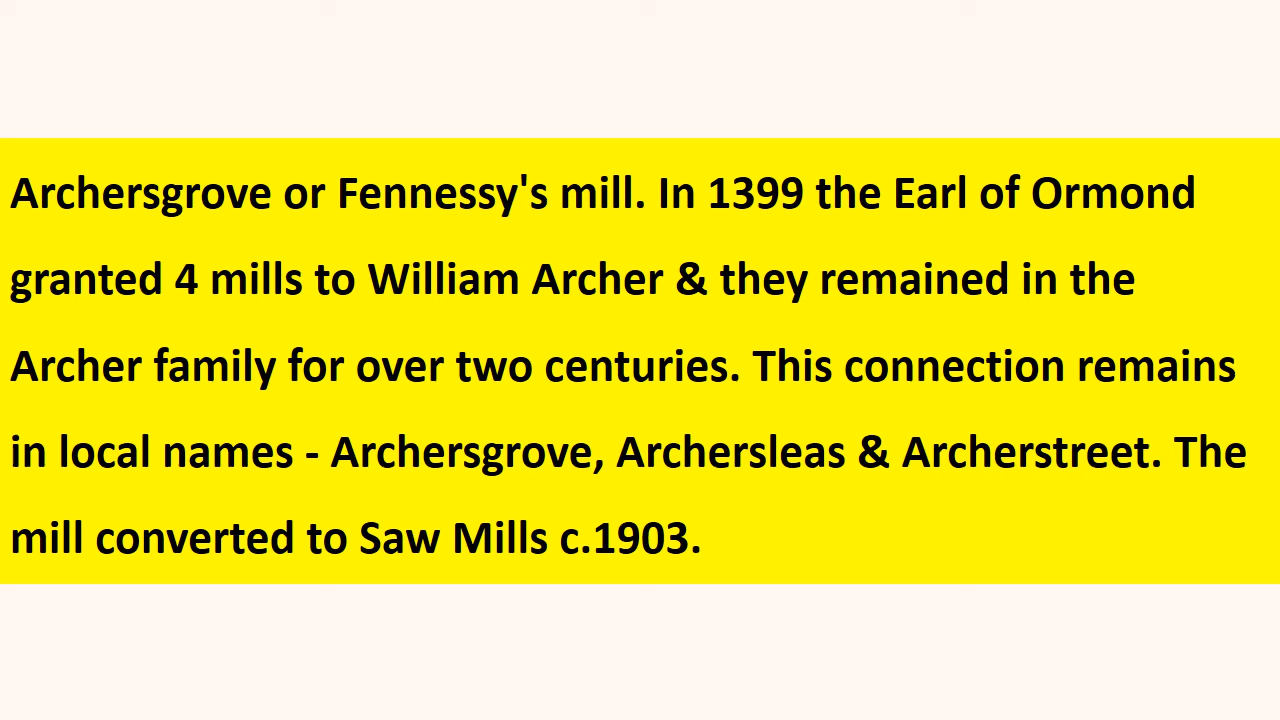 Archersgrove or Fennessy's mill. In 1399 the Earl of Ormond
granted 4 mills to William Archer & they remained in the
Archer family for over two centuries. This connection remains
in local names - Archersgrove, Archersleas & Archerstreet. The
mill converted to Saw Mills c.1903.